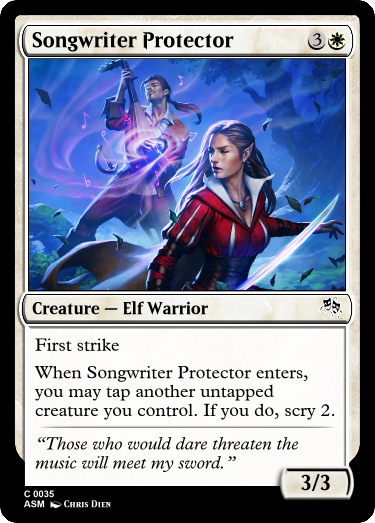 Songwriter Protector 3
Creature — Elf Warrior
First strike
When Songwriter Protector enters,
you may tap another untapped
creature you control. If you do, scry 2.
“Those who would dare threaten the
music will meet my sword.”
3/3
C 0035
ASM Chris Dien